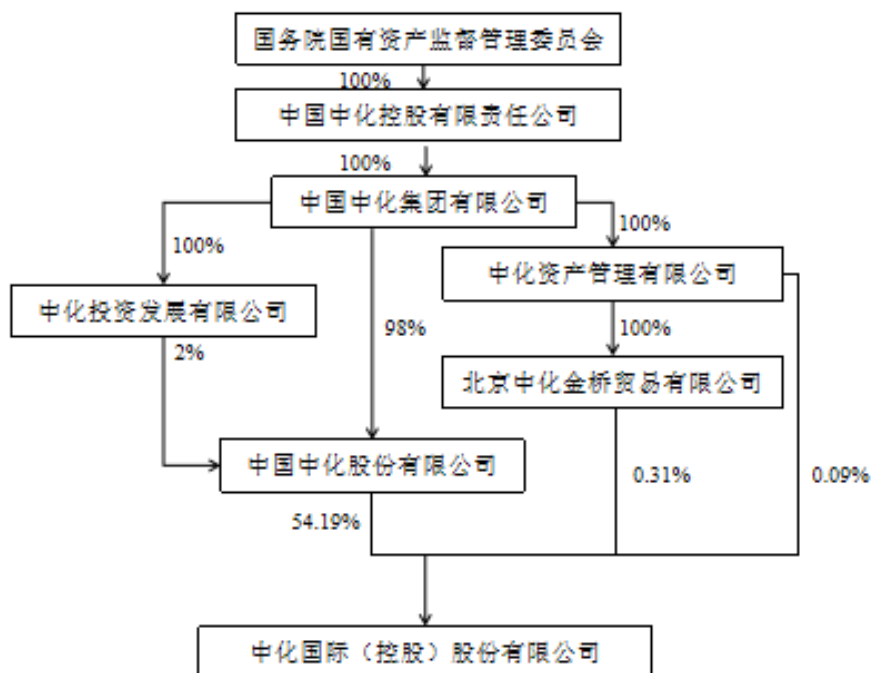 国务院国有资产监督管理委员会
100%
中国中化控股有限责任公司
100%
中国中化集团有限公司
100%
100%
中化资产管理有限公司
中化投资发展有限公司
98%
100%
2%
北京中化金桥贸易有限公司
中国中化股份有限公司
0.31%
0.09%
54.19%
中化国际（控股）股份有限公司